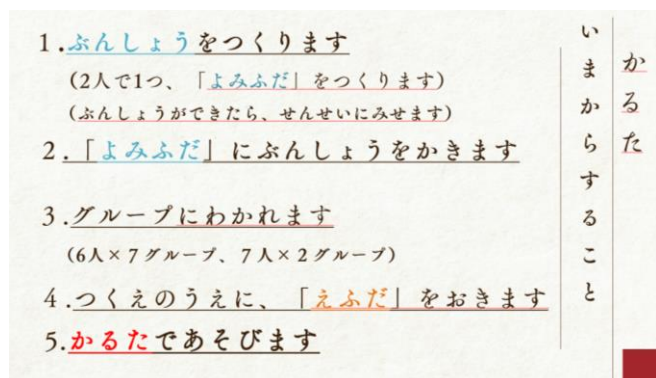 かるた
いまからすること
1.ぶんしょうをつくります
(2人で1つ、「よみふだ」をつくります)
(ぶんしょうができたら、せんせいにみせます)
2.「よみふだ」にぶんしょうをかきます
3.グループにわかれます
(6人×7グループ、7人×2グループ)
4.つくえのうえに、「えふだ」をおきます
5.かるたであそびます